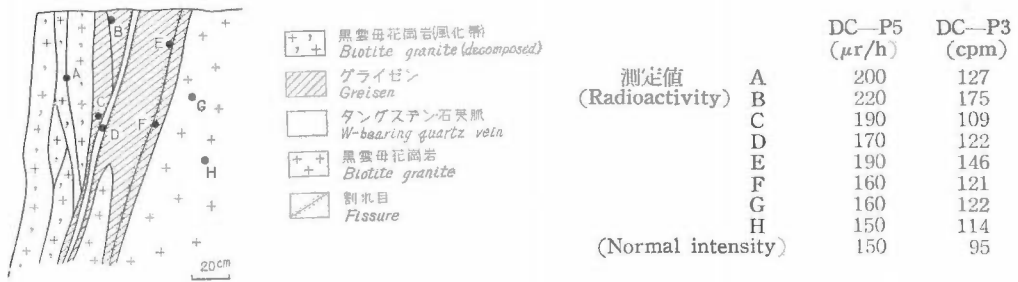 A
B
C
D
E
F
G
H
20cm
黒雲母花崗岩(風化帯)
Biotite granite (decomposed)
グライゼン
Greisen
タングステン石英脈
W-bearing quartz vein
黒雲母花崗岩
Biotite granite
割れ目
Fissure
DC—P5 DC—P3
(μr/h) (cpm)
測定値 A 200 127
(Radioactivity) B 220 175
C 190 109
D 170 122
E 190 146
F 160 121
G 160 122
H 150 114
(Normal intensity) 150 95